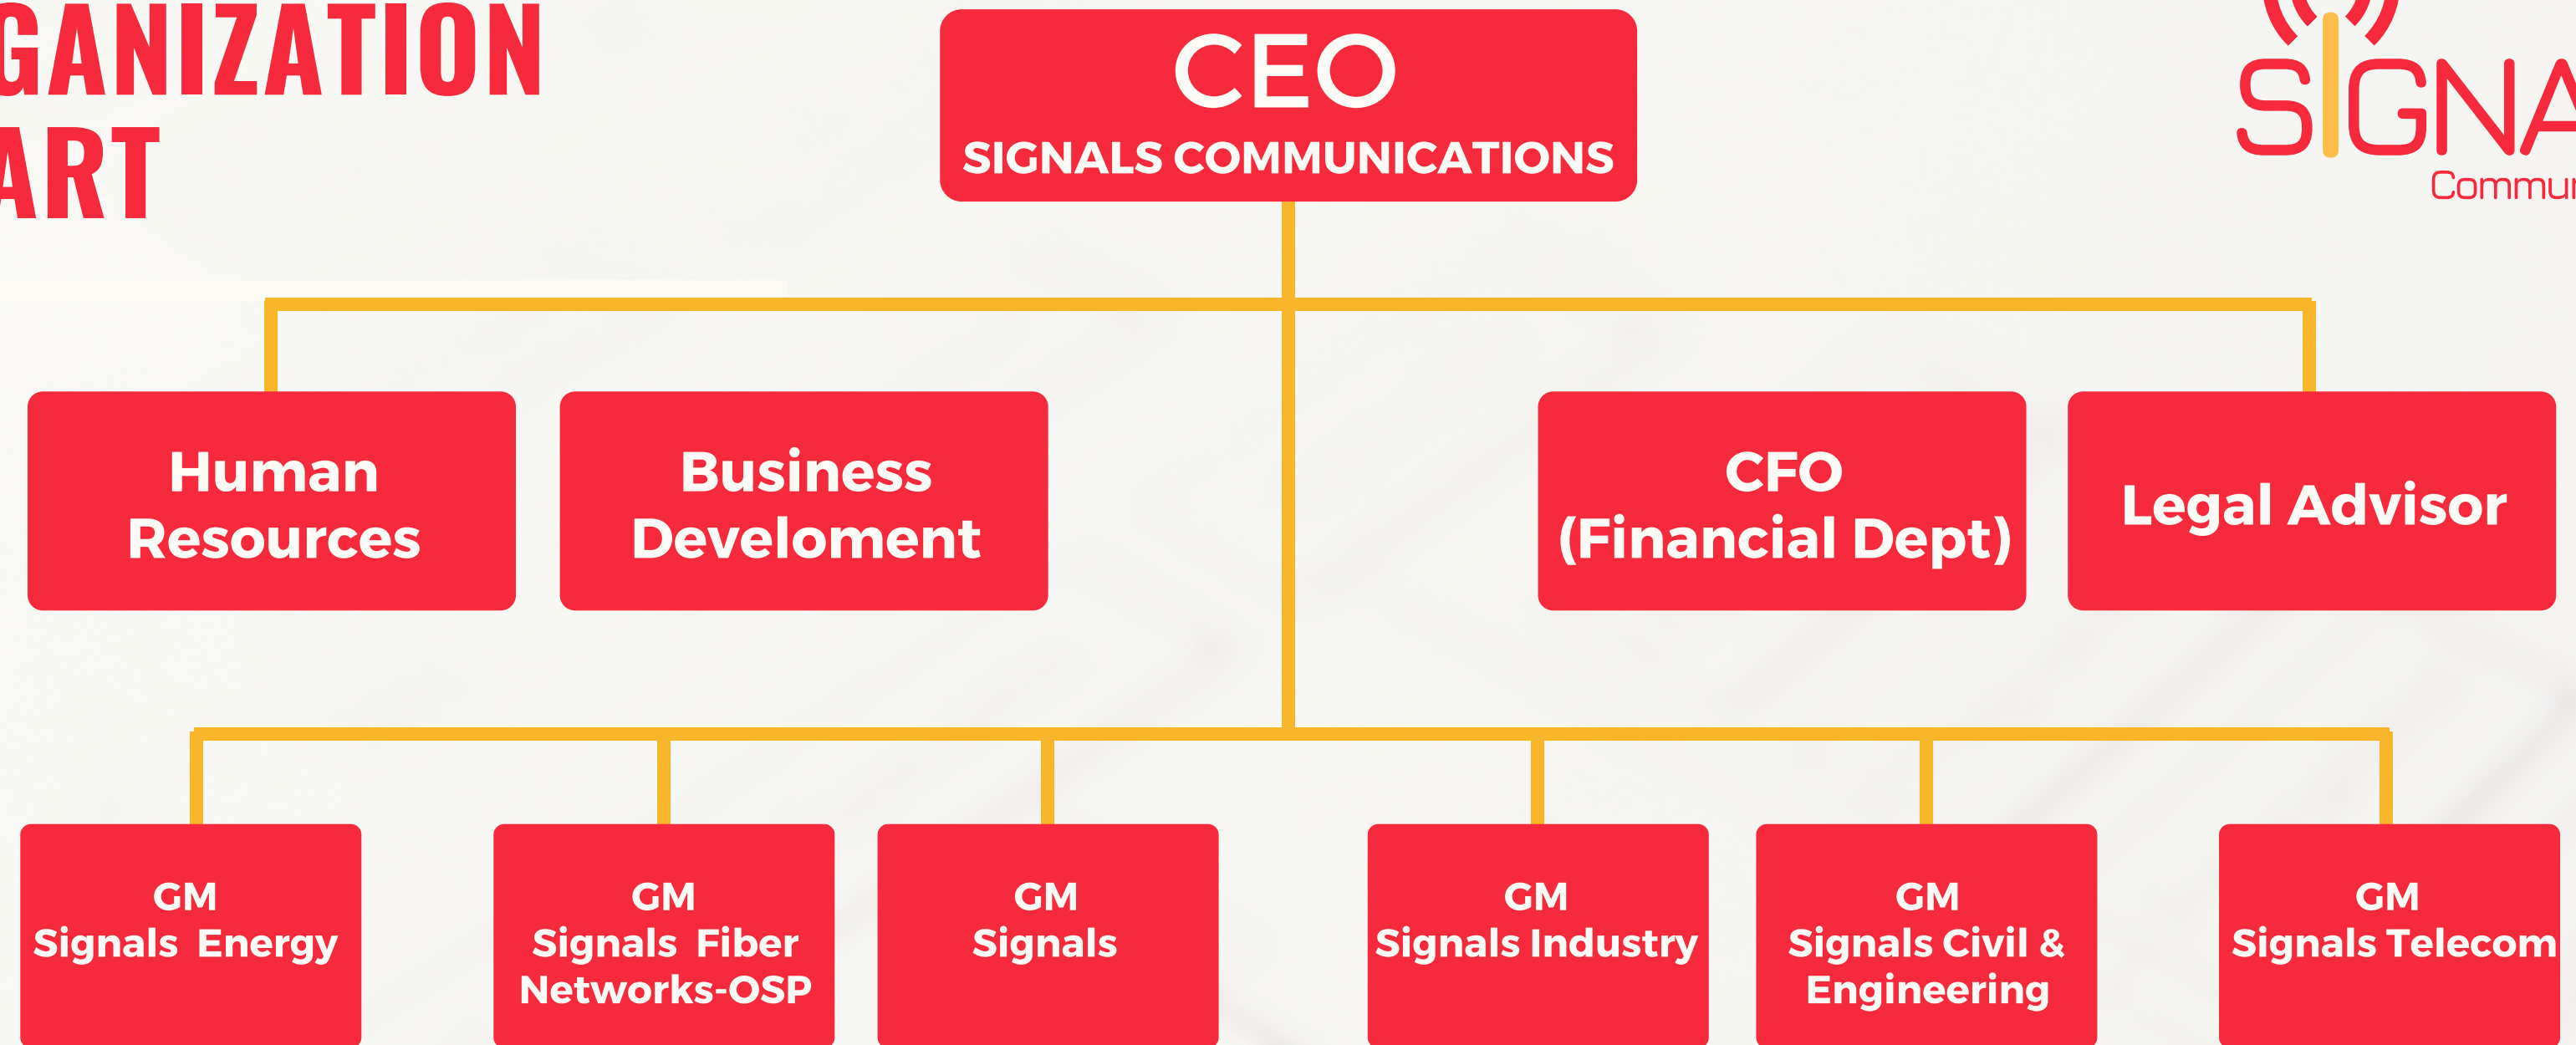 GANIZATION
ART
CEO
SIGNALS COMMUNICATIONS
SIGNA
Commun
Human
Resources
Business
Develoment
CFO
(Financial Dept)
Legal Advisor
GM
Signals Energy
GM
Signals Fiber
Networks-OSP
GM
Signals
GM
Signals Industry
GM
Signals Civil &
Engineering
GM
Signals Telecom